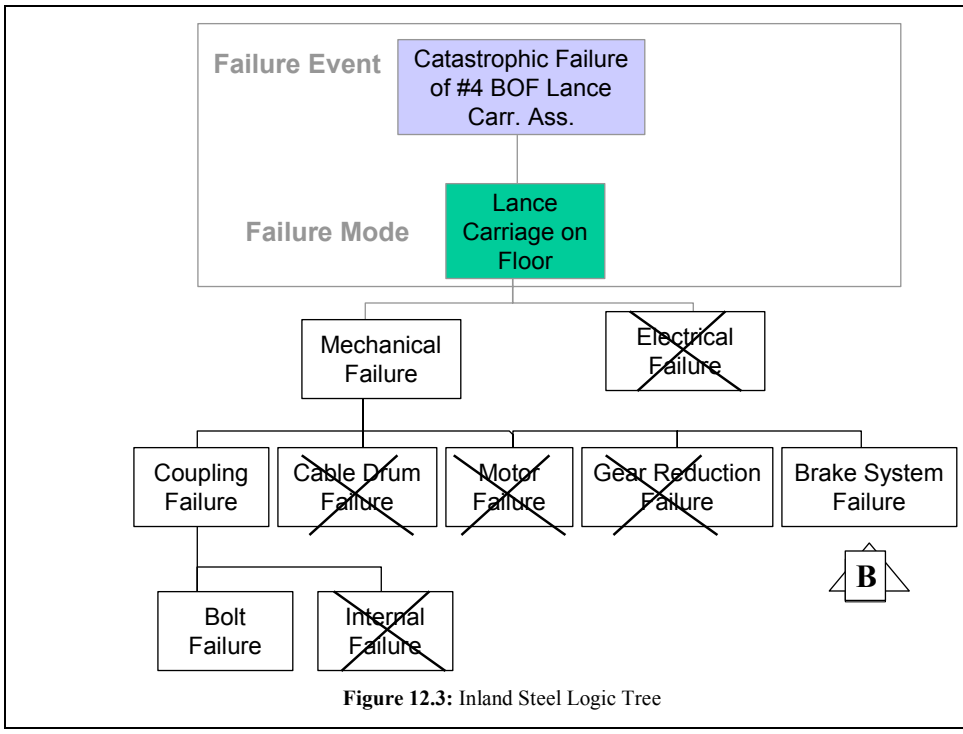 Failure Event
Catastrophic Failure
of #4 BOF Lance
Carr. Ass.
Failure Mode
Lance
Carriage on
Floor
Mechanical
Failure
Electrical
Failure
Coupling
Failure
Cable Drum
Failure
Motor
Failure
Gear Reduction
Failure
Brake System
Failure
B
Bolt
Failure
Internal
Failure
Figure 12.3: Inland Steel Logic Tree